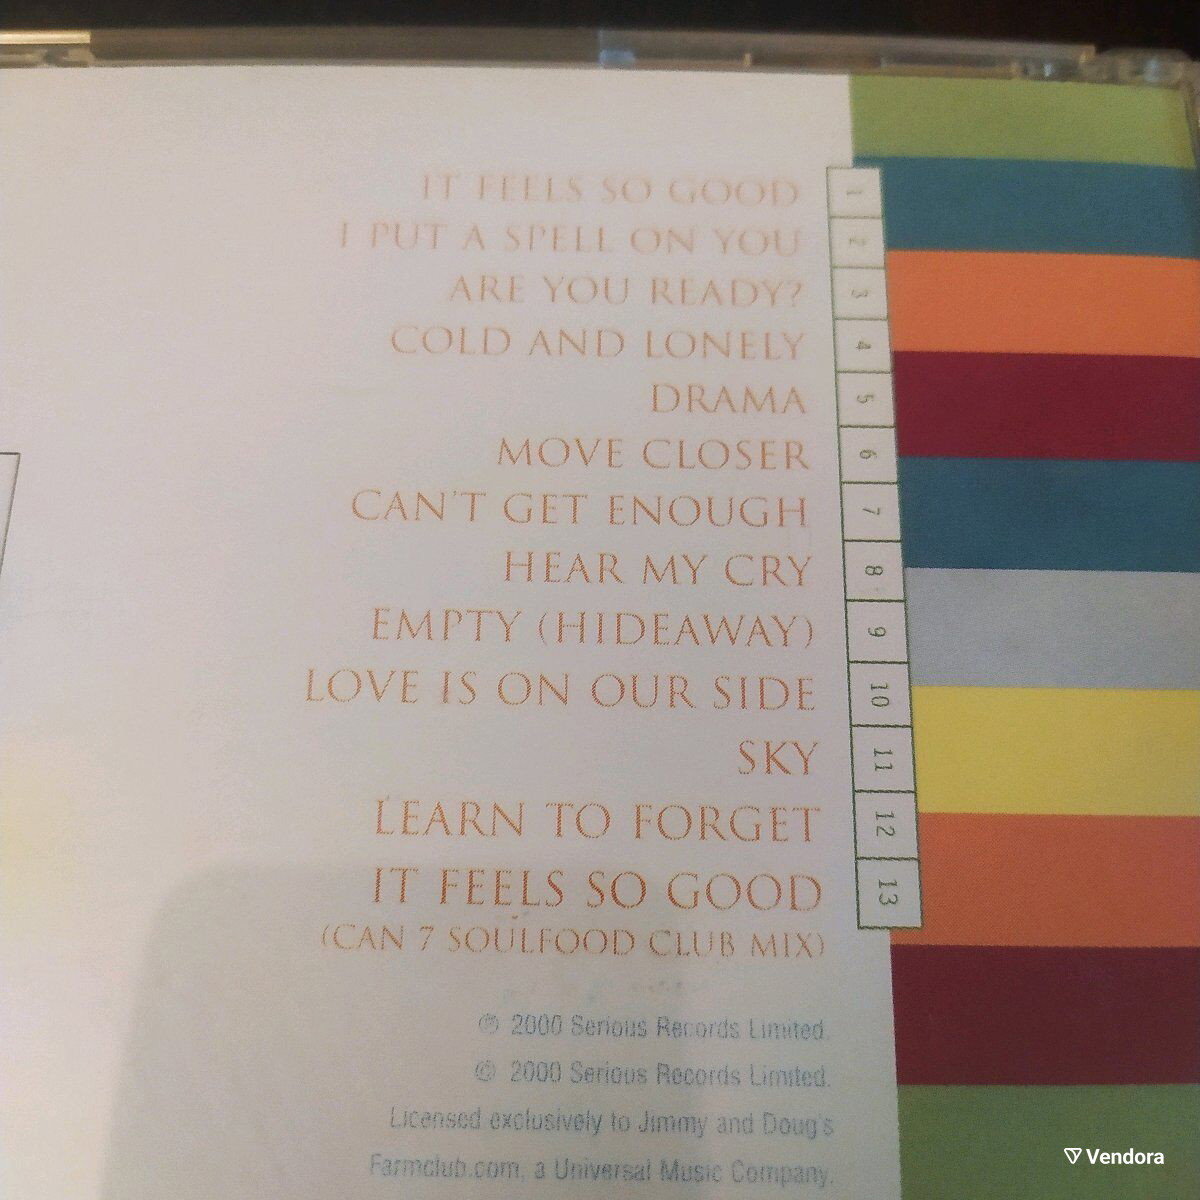 IT FEELS SO GOOD 1
I PUT A SPELL ON YOU 2
ARE YOU READY? 3
COLD AND LONELY 4
DRAMA 5
MOVE CLOSER 6
CAN'T GET ENOUGH 7
HEAR MY CRY 8
EMPTY (HIDEAWAY) 9
LOVE IS ON OUR SIDE 10
SKY 11
LEARN TO FORGET 12
IT FEELS SO GOOD 13
(CAN 7 SOULFOOD CLUB MIX)
℗ 2000 Serious Records Limited.
© 2000 Serious Records Limited.
Licensed exclusively to Jimmy and Doug's
Farmclub.com, a Universal Music Company.
Vendora